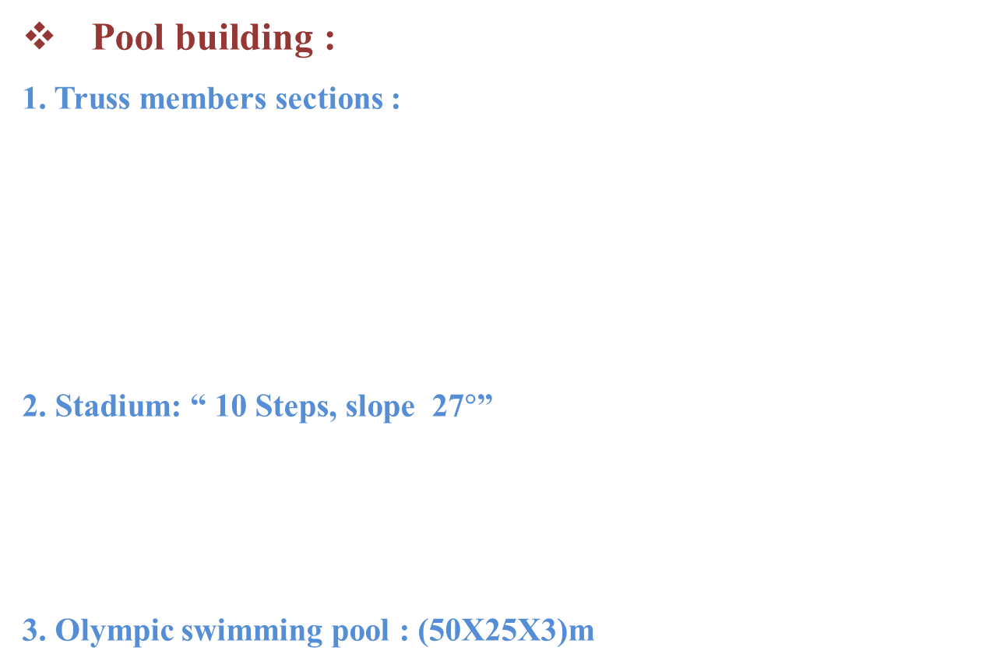 ❖ Pool building :
1. Truss members sections :
2. Stadium: “ 10 Steps, slope  27°”
3. Olympic swimming pool : (50X25X3)m